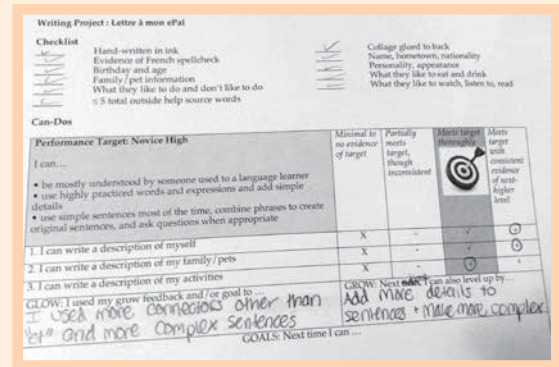 Writing Project : Lettre à mon ePal
Checklist
Hand-written in ink
Evidence of French spellcheck
Birthday and age
Family/pet information
What they like to do and don't like to do
≤ 5 total outside help source words
Collage glued to back
Name, hometown, nationality
Personality, appearance
What they like to eat and drink
What they like to watch, listen to, read
Can-Dos
Performance Target: Novice High
I can…
• be mostly understood by someone used to a language learner
• use highly practiced words and expressions and add simple
details
• use simple sentences most of the time, combine phrases to create
original sentences, and ask questions when appropriate
Minimal to
no evidence
of target
Partially
meets
target,
though
inconsistent
Meets target
thoroughly
Meets
target
with
consistent
evidence
of next-
higher
level
1. I can write a description of myself
X - ✓ +
2. I can write a description of my family/pets
X - ✓ +
3. I can write a description of my activities
X - ✓ +
GLOW: I used my grow feedback and/or goal to …
I used more connectors other than
"or" and more complex sentences
GROW: Next I can also level up by…
Add more details to
sentences + make more complex
GOALS: Next time I can …